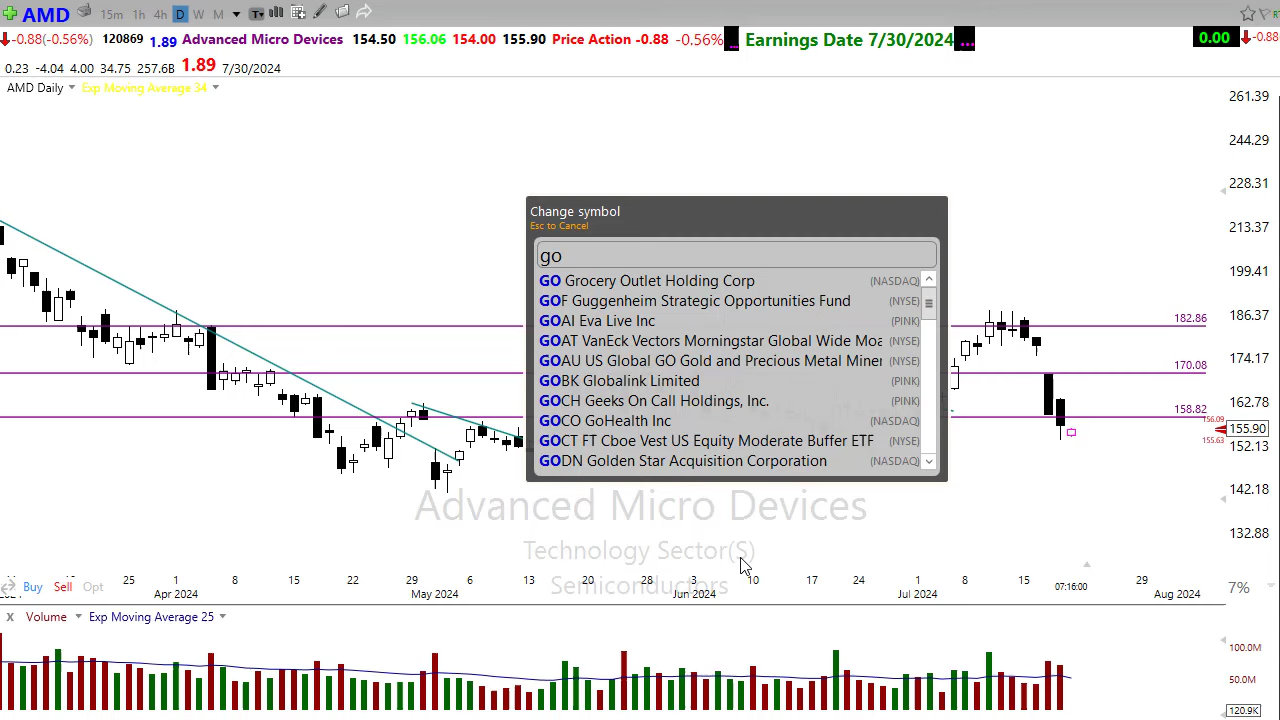 AMD 15m 1h 4h D W M T
-0.88(-0.56%) 120869 1.89 Advanced Micro Devices 154.50 156.06 154.00 155.90 Price Action -0.88 -0.56% ... Earnings Date 7/30/2024 ... 0.00 -0.88
0.23 -4.04 4.00 34.75 257.6B 1.89 7/30/2024
AMD Daily Exp Moving Average 34
261.39
244.29
228.31
213.37
199.41
186.37
174.17
162.78
152.13
142.18
132.88
182.86
170.08
158.82
156.09
155.90
155.63
Change symbol
Esc to Cancel
go
GO Grocery Outlet Holding Corp (NASDAQ)
GOF Guggenheim Strategic Opportunities Fund (NYSE)
GOAI Eva Live Inc (PINK)
GOAT VanEck Vectors Morningstar Global Wide Moa (NYSE)
GOAU US Global GO Gold and Precious Metal Miner (NYSE)
GOBK Globalink Limited (PINK)
GOCH Geeks On Call Holdings, Inc. (PINK)
GOCO GoHealth Inc (NASDAQ)
GOCT FT Cboe Vest US Equity Moderate Buffer ETF (NYSE)
GODN Golden Star Acquisition Corporation (NASDAQ)
Advanced Micro Devices
Technology Sector(S)
Semiconductors
25 1 8 15 22 29 6 13 20 28 3 10 17 24 1 8 15 07:16:00 29
Buy Sell Opt 7%
Apr 2024 May 2024 Jun 2024 Jul 2024 Aug 2024
X Volume Exp Moving Average 25
100.0M
50.0M
120.9K